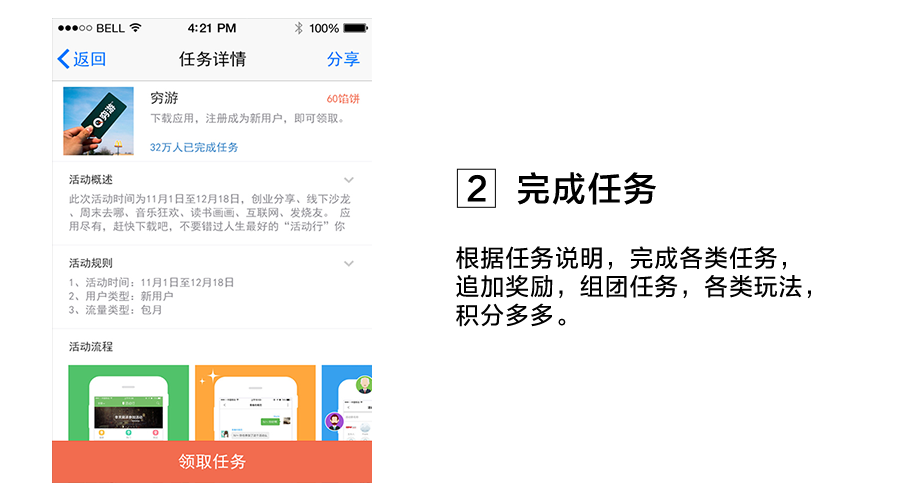 BELL 4:21 PM 100%
返回 任务详情 分享
穷游
穷游 60馅饼
下载应用，注册成为新用户，即可领取。
32万人已完成任务
活动概述
此次活动时间为11月1日至12月18日，创业分享、线下沙龙
、周末去哪、音乐狂欢、读书画画、互联网、发烧友。 应
用尽有，赶快下载吧，不要错过人生最好的“活动行”你
活动规则
1、活动时间：11月1日至12月18日
2、用户类型：新用户
3、流量类型：包月
活动流程
领取任务
2 完成任务
根据任务说明，完成各类任务，
追加奖励，组团任务，各类玩法，
积分多多。